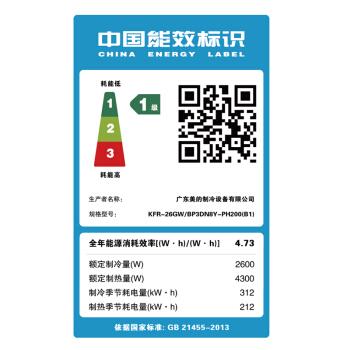 中国能效标识
CHINA ENERGY LABEL
耗能低
1
2
3
1级
耗能高
生产者名称: 广东美的制冷设备有限公司
规格型号: KFR-26GW/BP3DN8Y-PH200(B1)
全年能源消耗效率[(W·h)/(W·h)] 4.73
额定制冷量(W) 2600
额定制热量(W) 4300
制冷季节耗电量(kW·h) 312
制热季节耗电量(kW·h) 212
依据国家标准: GB 21455-2013